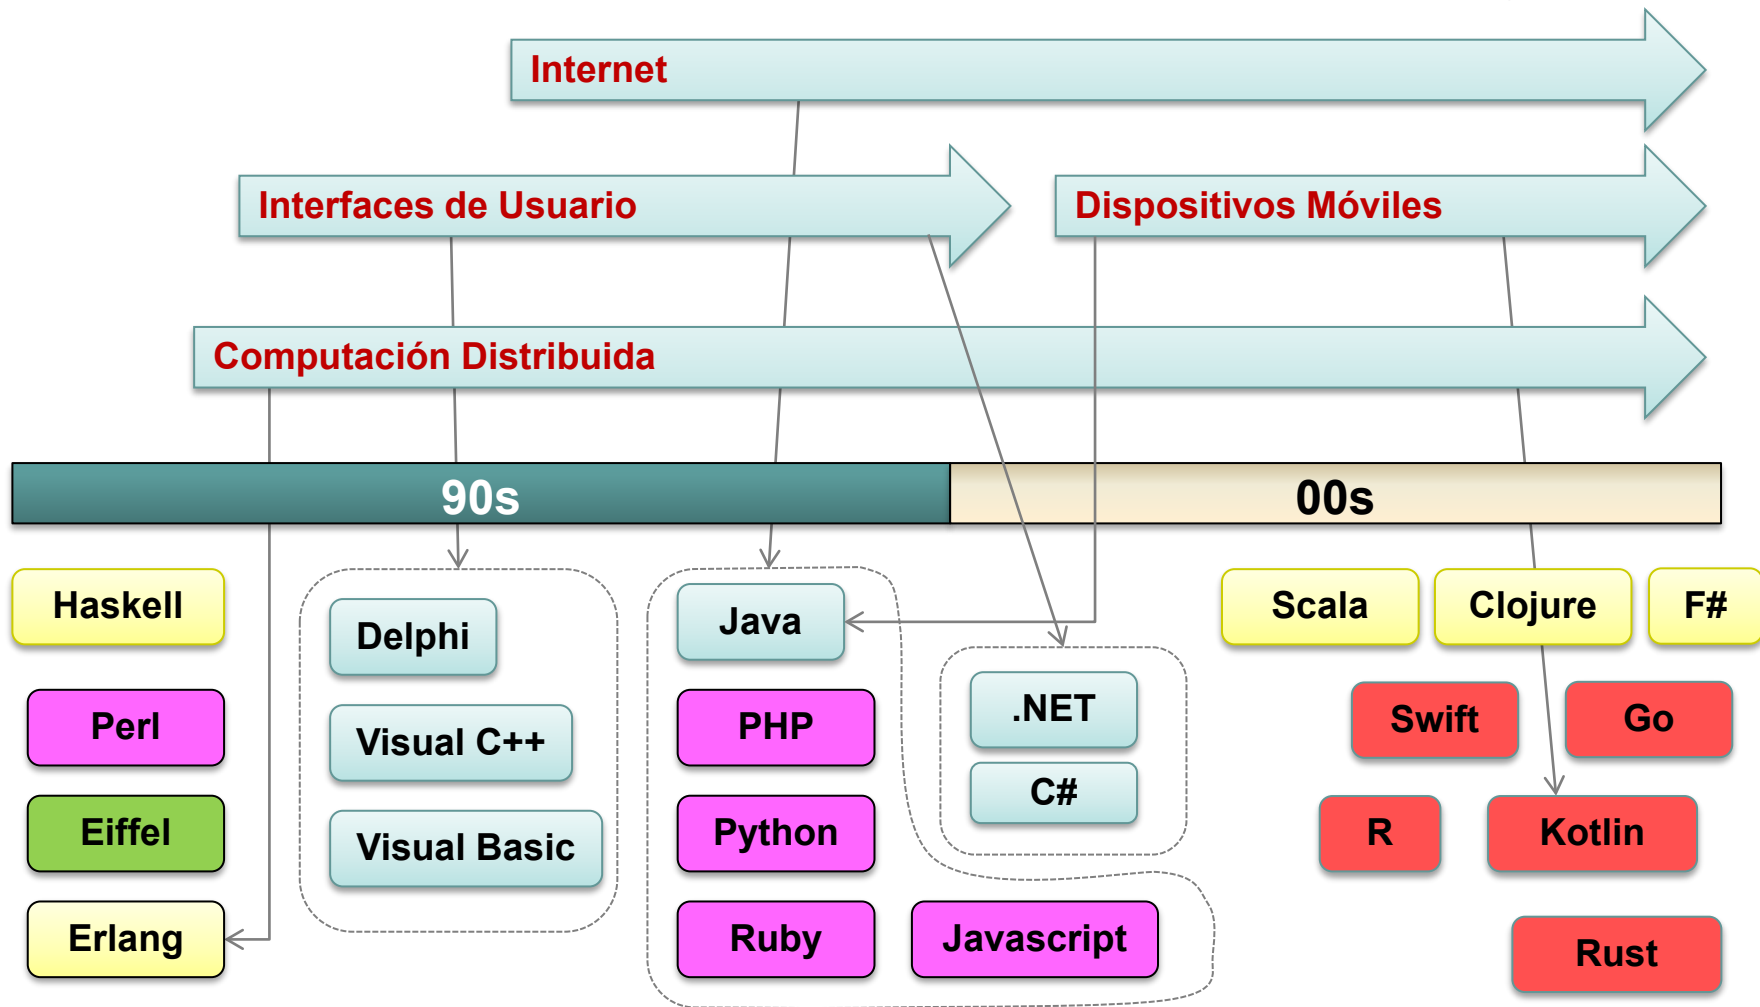 Internet
Interfaces de Usuario
Dispositivos Móviles
Computación Distribuida
90s
00s
Haskell
Perl
Eiffel
Erlang
Delphi
Visual C++
Visual Basic
Java
PHP
Python
Ruby
Javascript
.NET
C#
Scala
Clojure
F#
Swift
Go
R
Kotlin
Rust